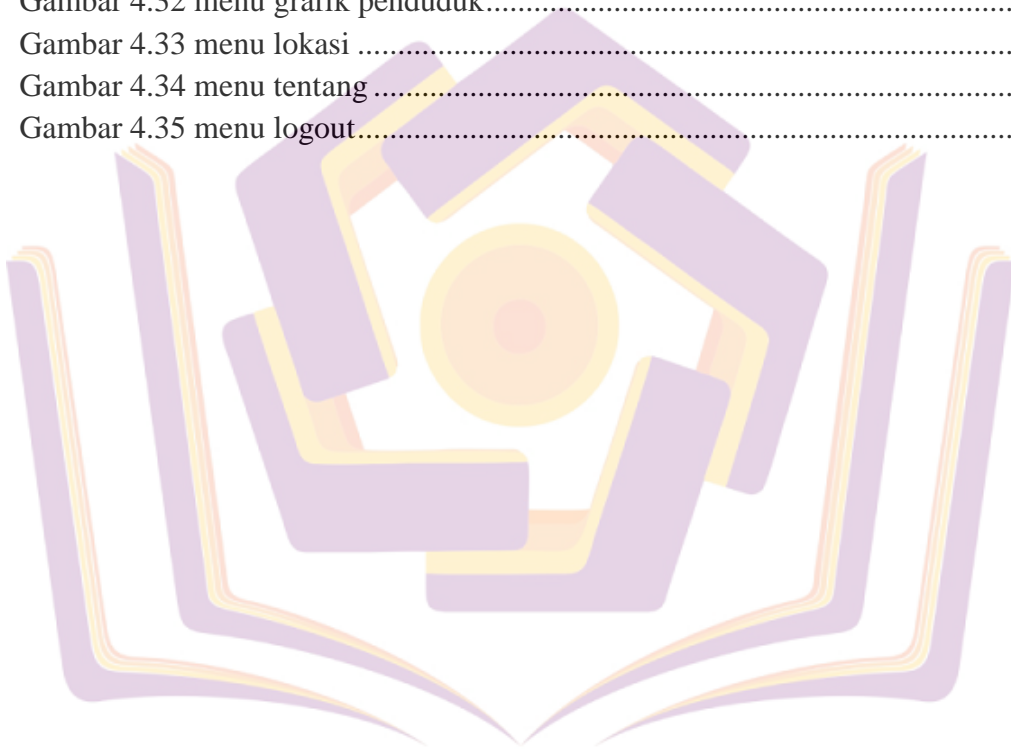 Gambar 4.32 menu grafik penduduk................................................................
Gambar 4.33 menu lokasi ................................................................................
Gambar 4.34 menu tentang ..............................................................................
Gambar 4.35 menu logout................................................................................